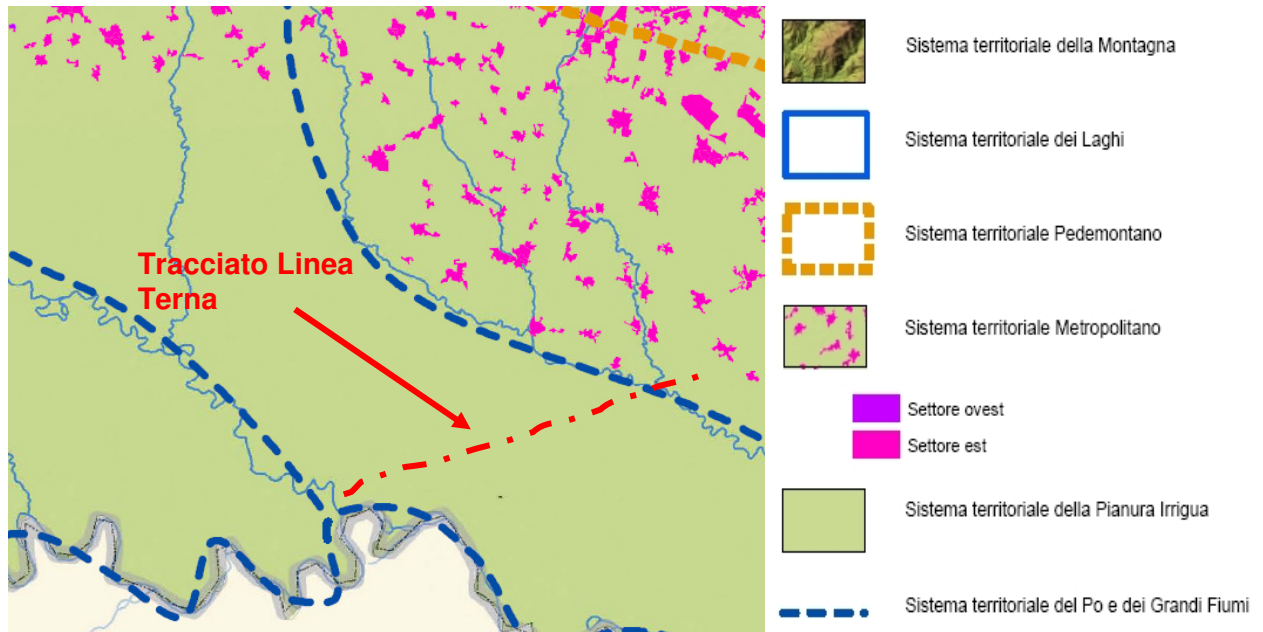 Tracciato Linea
Terna
Sistema territoriale della Montagna
Sistema territoriale dei Laghi
Sistema territoriale Pedemontano
Sistema territoriale Metropolitano
Settore ovest
Settore est
Sistema territoriale della Pianura Irrigua
Sistema territoriale del Po e dei Grandi Fiumi